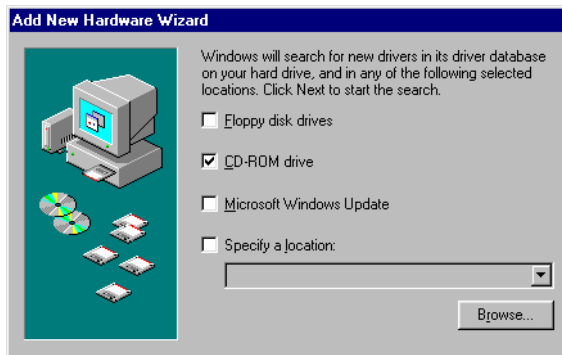 Add New Hardware Wizard
Windows will search for new drivers in its driver database
on your hard drive, and in any of the following selected
locations. Click Next to start the search.
Floppy disk drives
CD-ROM drive
Microsoft Windows Update
Specify a location:
Browse...